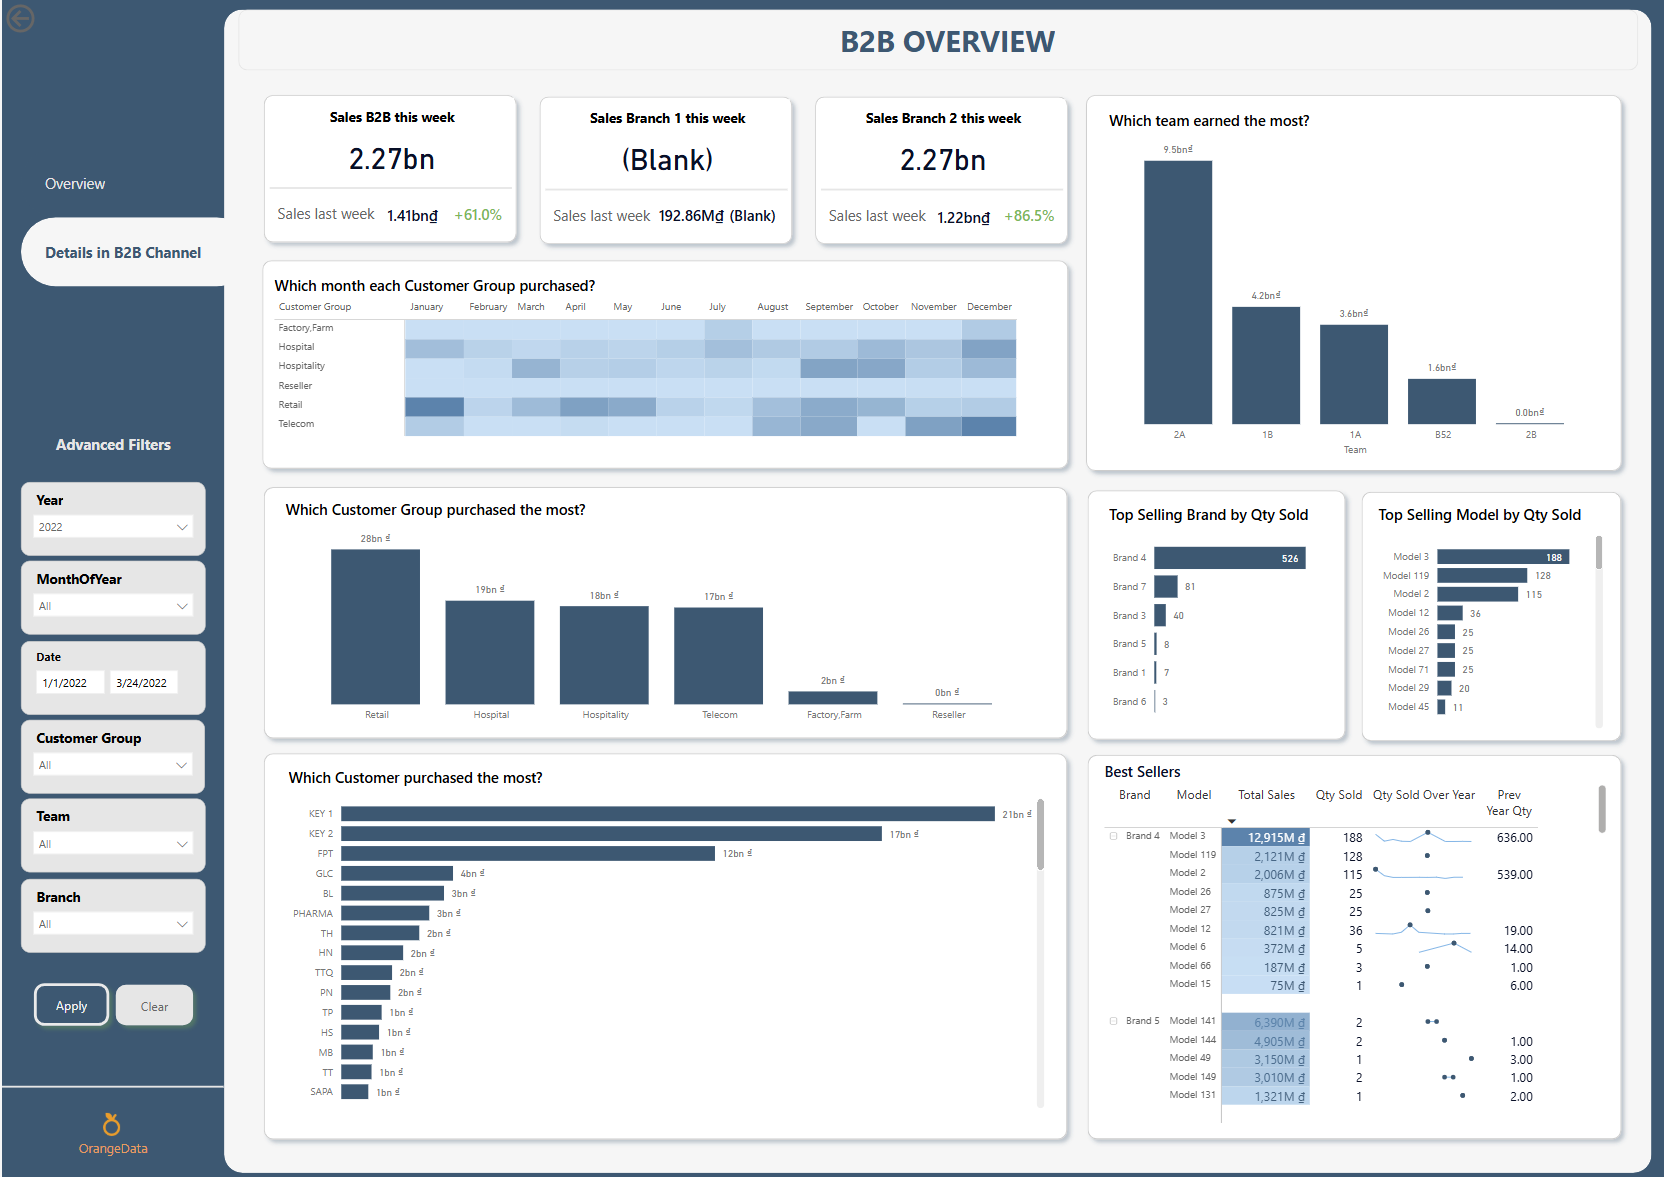 B2B OVERVIEW
Overview
Details in B2B Channel
Advanced Filters
Year
2022
MonthOfYear
All
Date
1/1/2022 3/24/2022
Customer Group
All
Team
All
Branch
All
Apply Clear
OrangeData
Sales B2B this week
2.27bn
Sales last week 1.41bn₫ +61.0%
Sales Branch 1 this week
(Blank)
Sales last week 192.86M₫ (Blank)
Sales Branch 2 this week
2.27bn
Sales last week 1.22bn₫ +86.5%
Which team earned the most?
9.5bn₫
4.2bn₫
3.6bn₫
1.6bn₫
0.0bn₫
2A 1B 1A B52 2B
Team
Which month each Customer Group purchased?
Customer Group January February March April May June July August September October November December
Factory,Farm
Hospital
Hospitality
Reseller
Retail
Telecom
Which Customer Group purchased the most?
28bn ₫
19bn ₫
18bn ₫
17bn ₫
2bn ₫
0bn ₫
Retail Hospital Hospitality Telecom Factory,Farm Reseller
Top Selling Brand by Qty Sold
Brand 4 526
Brand 7 81
Brand 3 40
Brand 5 8
Brand 1 7
Brand 6 3
Top Selling Model by Qty Sold
Model 3 188
Model 119 128
Model 2 115
Model 12 36
Model 26 25
Model 27 25
Model 71 25
Model 29 20
Model 45 11
Which Customer purchased the most?
KEY 1 21bn ₫
KEY 2 17bn ₫
FPT 12bn ₫
GLC 4bn ₫
BL 3bn ₫
PHARMA 3bn ₫
TH 2bn ₫
HN 2bn ₫
TTQ 2bn ₫
PN 2bn ₫
TP 1bn ₫
HS 1bn ₫
MB 1bn ₫
TT 1bn ₫
SAPA 1bn ₫
Best Sellers
Brand Model Total Sales Qty Sold Qty Sold Over Year Prev
Year Qty
Brand 4 Model 3 12,915M ₫ 188 636.00
Model 119 2,121M ₫ 128
Model 2 2,006M ₫ 115 539.00
Model 26 875M ₫ 25
Model 27 825M ₫ 25
Model 12 821M ₫ 36 19.00
Model 6 372M ₫ 5 14.00
Model 66 187M ₫ 3 1.00
Model 15 75M ₫ 1 6.00
Brand 5 Model 141 6,390M ₫ 2
Model 144 4,905M ₫ 2 1.00
Model 49 3,150M ₫ 1 3.00
Model 149 3,010M ₫ 2 1.00
Model 131 1,321M ₫ 1 2.00